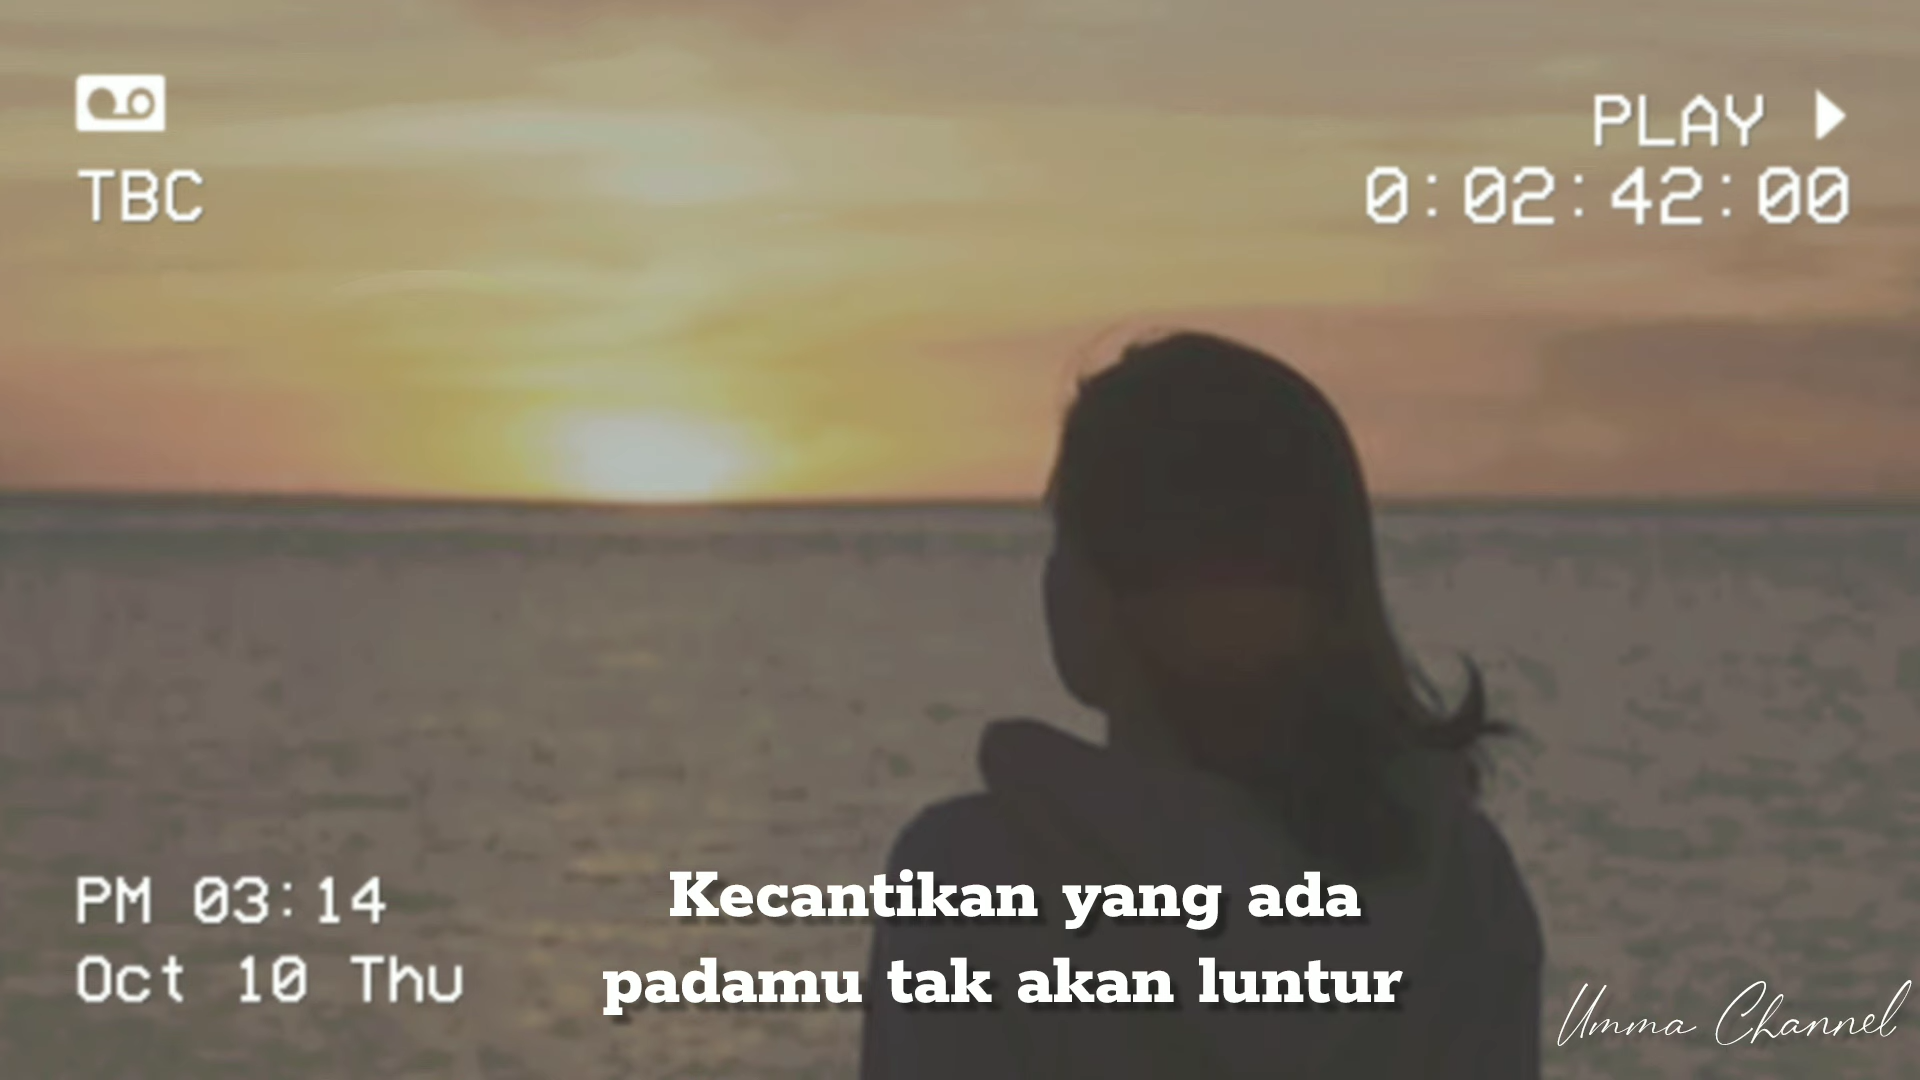 TBC
PLAY
0:02:42:00
PM 03:14
Oct 10 Thu
Kecantikan yang ada
padamu tak akan luntur
Umma Channel